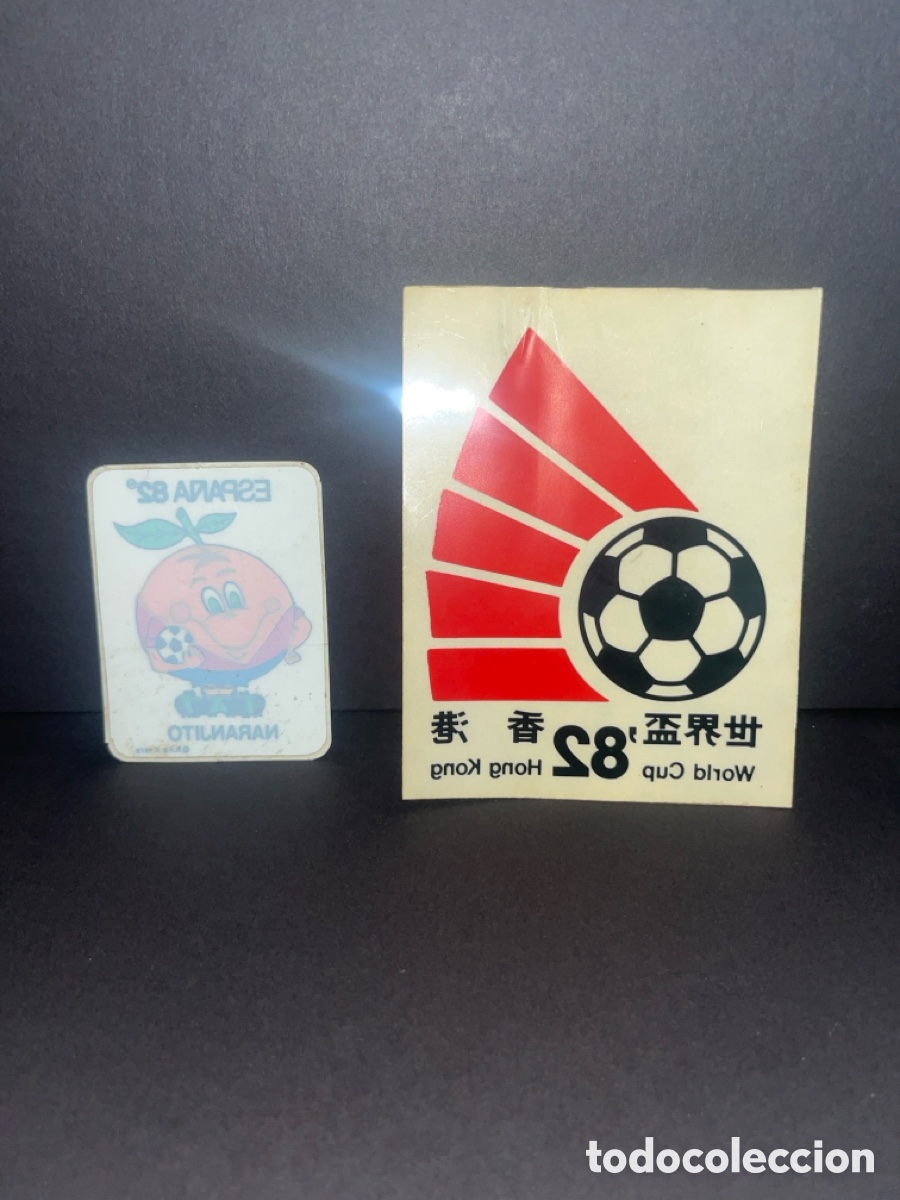 ESPAÑA 82®
NARANJITO
世界盃 '82 香港
World Cup Hong Kong
todocoleccion